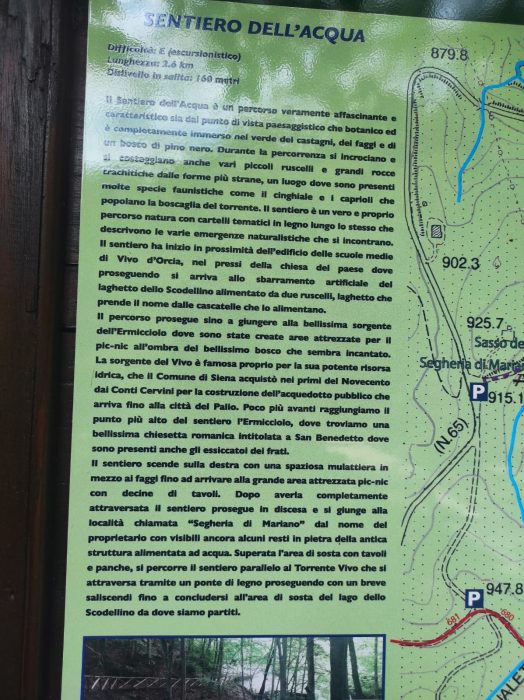 SENTIERO DELL'ACQUA
Difficoltà: E (escursionistico)
Lunghezza: 2.6 km
Dislivello in salita: 160 metri
Il Sentiero dell'Acqua è un percorso veramente affascinante e
caratteristico sia dal punto di vista paesaggistico che botanico ed
è completamente immerso nel verde dei castagni, dei faggi e di
un bosco di pino nero. Durante la percorrenza si incrociano e
si costeggiano anche vari piccoli ruscelli e grandi rocce
trachitiche dalle forme più strane, un luogo dove sono presenti
molte specie faunistiche come il cinghiale e i caprioli che
popolano la boscaglia del torrente. Il sentiero è un vero e proprio
percorso natura con cartelli tematici in legno lungo lo stesso che
descrivono le varie emergenze naturalistiche che si incontrano.
Il sentiero ha inizio in prossimità dell'edificio delle scuole medie
di Vivo d'Orcia, nei pressi della chiesa del paese dove
proseguendo si arriva allo sbarramento artificiale del
laghetto dello Scodellino alimentato da due ruscelli, laghetto che
prende il nome dalle cascatelle che lo alimentano.
Il percorso prosegue sino a giungere alla bellissima sorgente
dell'Ermicciolo dove sono state create aree attrezzate per il
pic-nic all'ombra del bellissimo bosco che sembra incantato.
La sorgente del Vivo è famosa proprio per la sua potente risorsa
idrica, che il Comune di Siena acquistò nei primi del Novecento
dai Conti Cervini per la costruzione dell'acquedotto pubblico che
arriva fino alla città del Palio. Poco più avanti raggiungiamo il
punto più alto del sentiero l'Ermicciolo, dove troviamo una
bellissima chiesetta romanica intitolata a San Benedetto dove
sono presenti anche gli essiccatoi dei frati.
Il sentiero scende sulla destra con una spaziosa mulattiera in
mezzo ai faggi fino ad arrivare alla grande area attrezzata pic-nic
con decine di tavoli. Dopo averla completamente
attraversata il sentiero prosegue in discesa e si giunge alla
località chiamata "Segheria di Mariano" dal nome del
proprietario con visibili ancora alcuni resti in pietra della antica
struttura alimentata ad acqua. Superata l'area di sosta con tavoli
e panche, si percorre il sentiero parallelo al Torrente Vivo che si
attraversa tramite un ponte di legno proseguendo con un breve
saliscendi fino a concludersi all'area di sosta del lago dello
Scodellino da dove siamo partiti.
879.8
902.3
925.7
Sasso de
Segheria di Maria
P
915.1
(N.65)
947.8
P
681
680